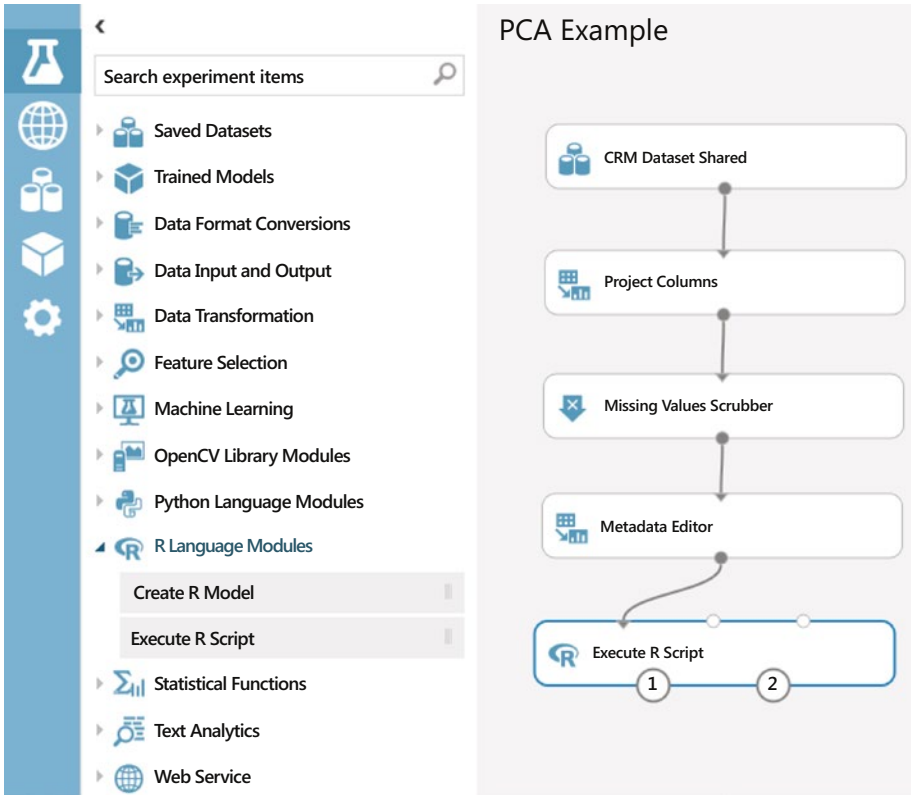 Search experiment items
Saved Datasets
Trained Models
Data Format Conversions
Data Input and Output
Data Transformation
Feature Selection
Machine Learning
OpenCV Library Modules
Python Language Modules
R Language Modules
Create R Model
Execute R Script
Statistical Functions
Text Analytics
Web Service
PCA Example
CRM Dataset Shared
Project Columns
Missing Values Scrubber
Metadata Editor
Execute R Script
1 2